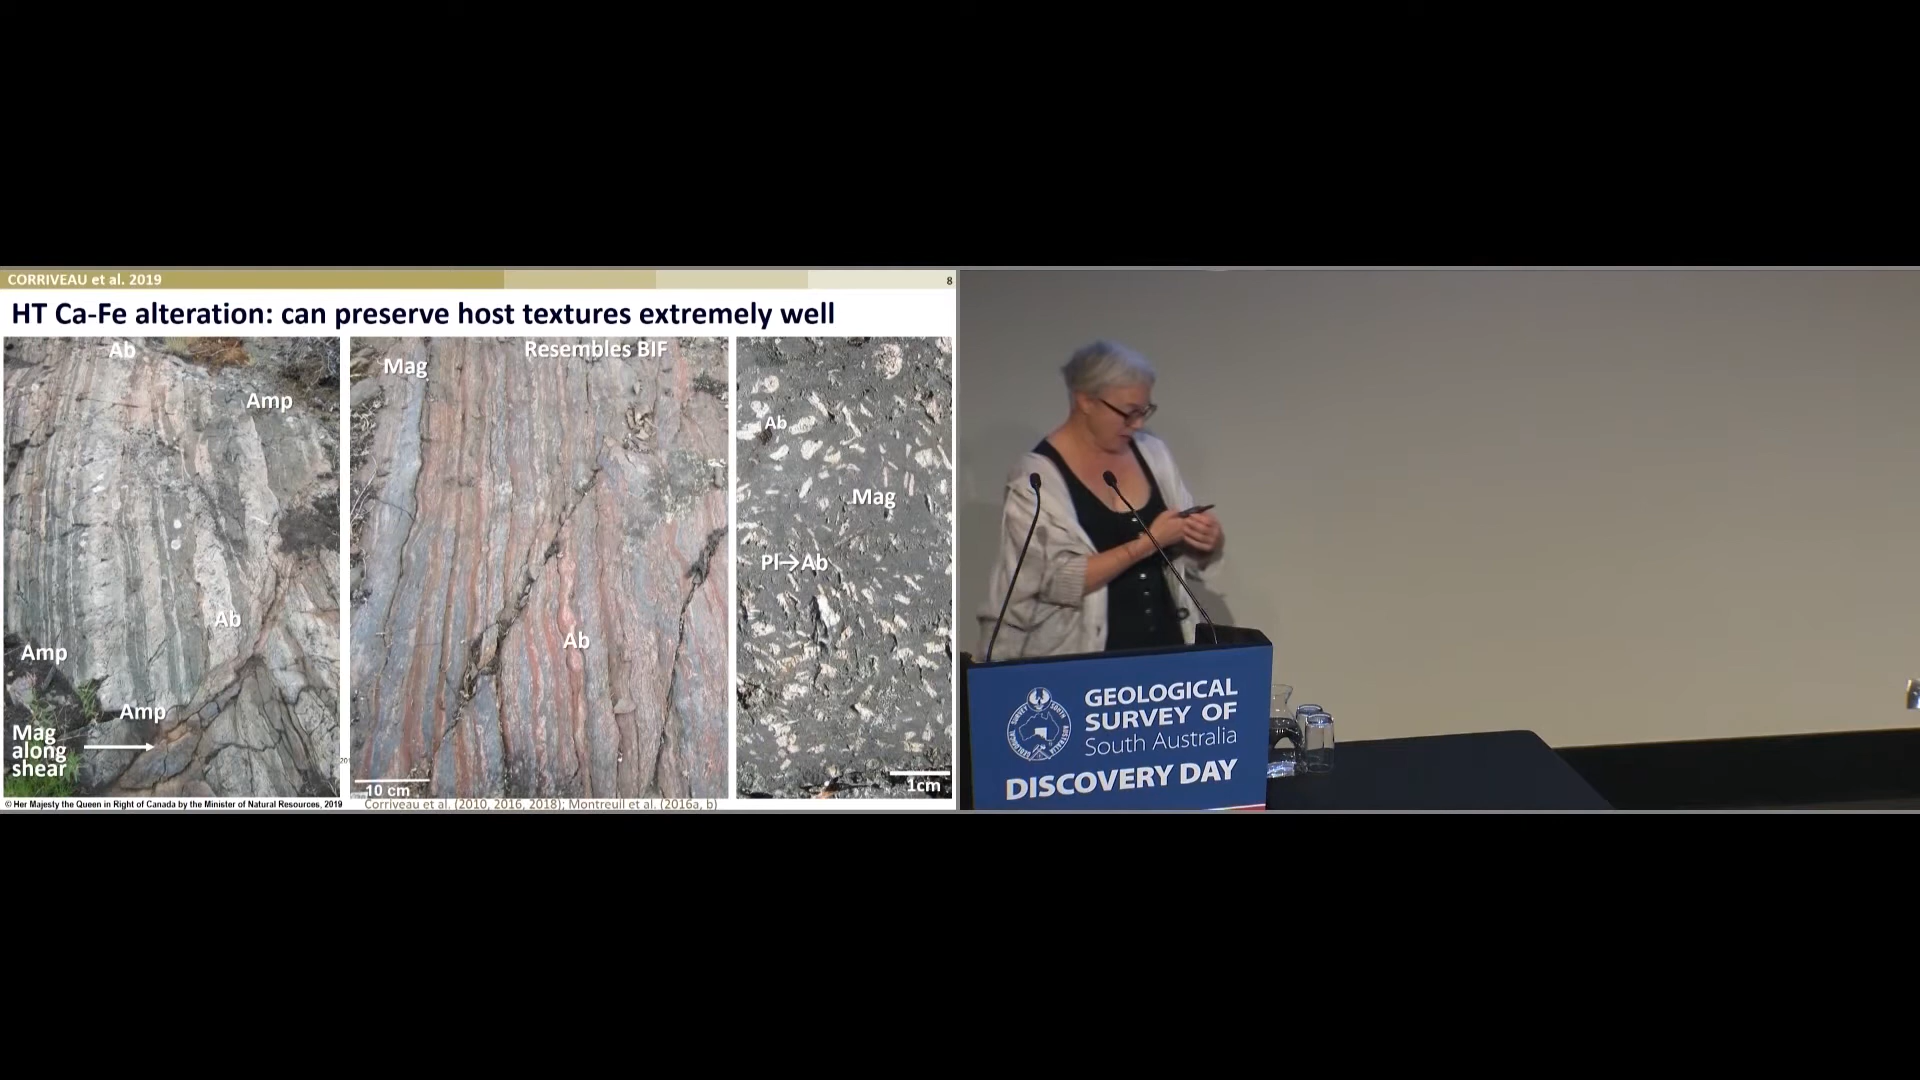 CORRIVEAU et al. 2019
8
HT Ca-Fe alteration: can preserve host textures extremely well
Ab
Amp
Ab
Amp
Amp
Mag
along
shear
Mag
Resembles BIF
Ab
10 cm
Ab
Mag
Pl→Ab
1cm
© Her Majesty the Queen in Right of Canada by the Minister of Natural Resources, 2019
Corriveau et al. (2010, 2016, 2018); Montreuil et al. (2016a, b)
GEOLOGICAL
SURVEY OF
South Australia
DISCOVERY DAY